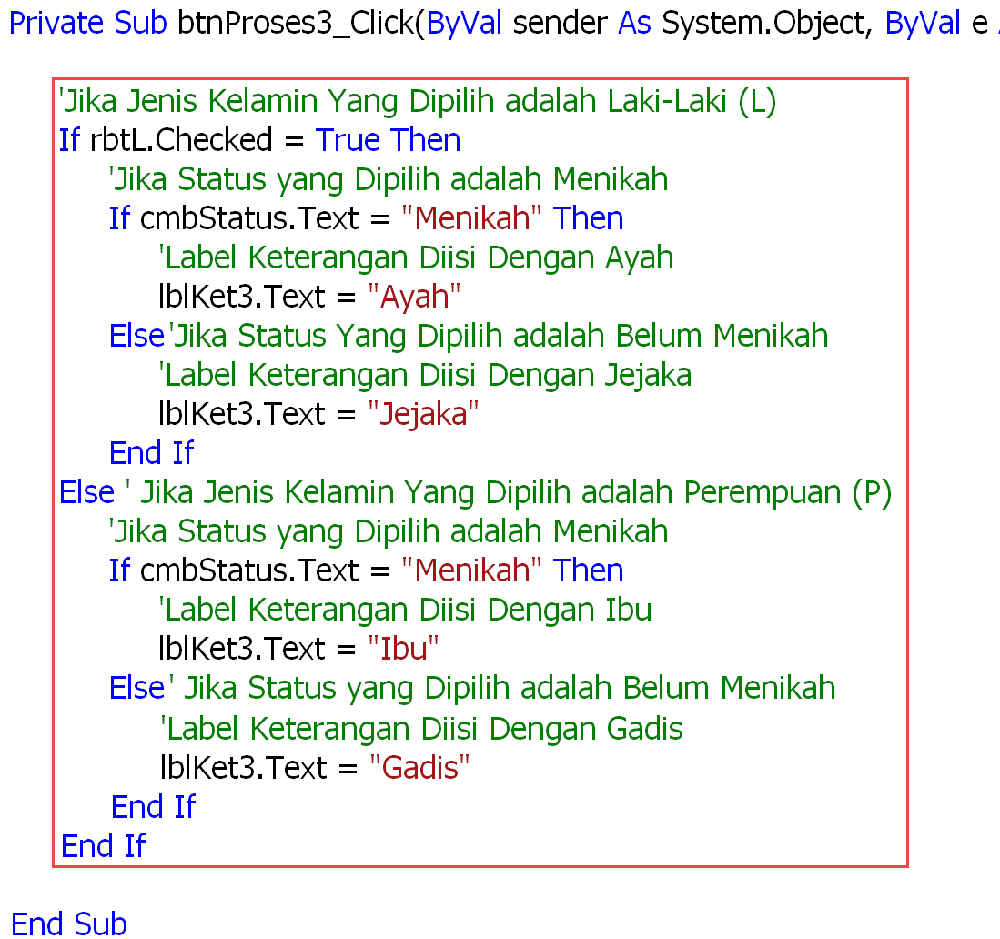 Private Sub btnProses3_Click(ByVal sender As System.Object, ByVal e
'Jika Jenis Kelamin Yang Dipilih adalah Laki-Laki (L)
If rbtL.Checked = True Then
'Jika Status yang Dipilih adalah Menikah
If cmbStatus.Text = "Menikah" Then
'Label Keterangan Diisi Dengan Ayah
lblKet3.Text = "Ayah"
Else'Jika Status Yang Dipilih adalah Belum Menikah
'Label Keterangan Diisi Dengan Jejaka
lblKet3.Text = "Jejaka"
End If
Else ' Jika Jenis Kelamin Yang Dipilih adalah Perempuan (P)
'Jika Status yang Dipilih adalah Menikah
If cmbStatus.Text = "Menikah" Then
'Label Keterangan Diisi Dengan Ibu
lblKet3.Text = "Ibu"
Else' Jika Status yang Dipilih adalah Belum Menikah
'Label Keterangan Diisi Dengan Gadis
lblKet3.Text = "Gadis"
End If
End If
End Sub